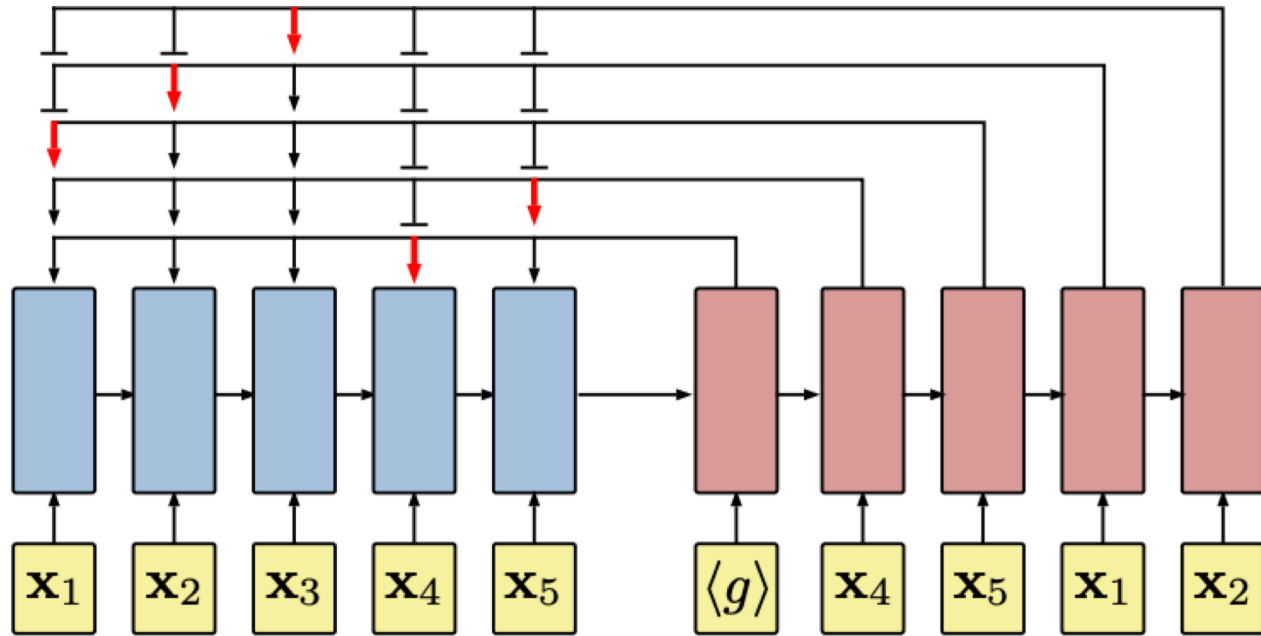 x₁ x₂ x₃ x₄ x₅ ⟨g⟩ x₄ x₅ x₁ x₂